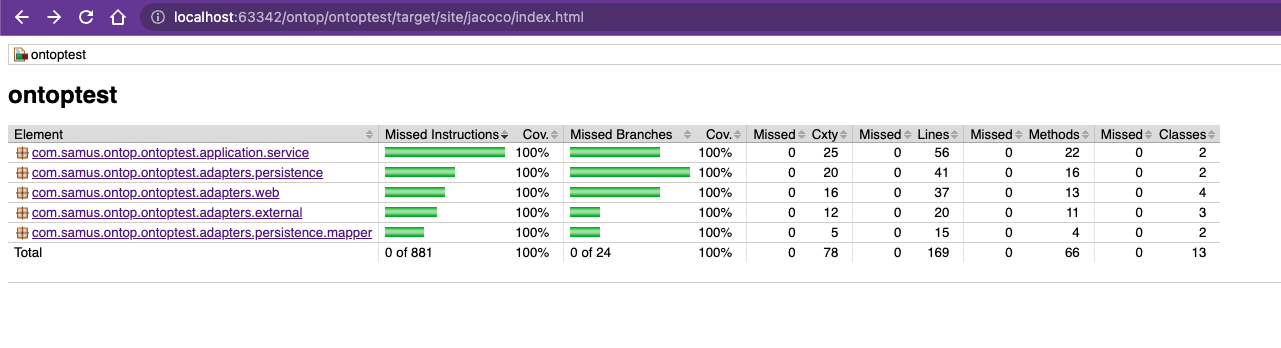 localhost:63342/ontop/ontoptest/target/site/jacoco/index.html
ontoptest
ontoptest
Element Missed Instructions Cov. Missed Branches Cov. Missed Cxty Missed Lines Missed Methods Missed Classes
com.samus.ontop.ontoptest.application.service 100% 100% 0 25 0 56 0 22 0 2
com.samus.ontop.ontoptest.adapters.persistence 100% 100% 0 20 0 41 0 16 0 2
com.samus.ontop.ontoptest.adapters.web 100% 100% 0 16 0 37 0 13 0 4
com.samus.ontop.ontoptest.adapters.external 100% 100% 0 12 0 20 0 11 0 3
com.samus.ontop.ontoptest.adapters.persistence.mapper 100% 100% 0 5 0 15 0 4 0 2
Total 0 of 881 100% 0 of 24 100% 0 78 0 169 0 66 0 13